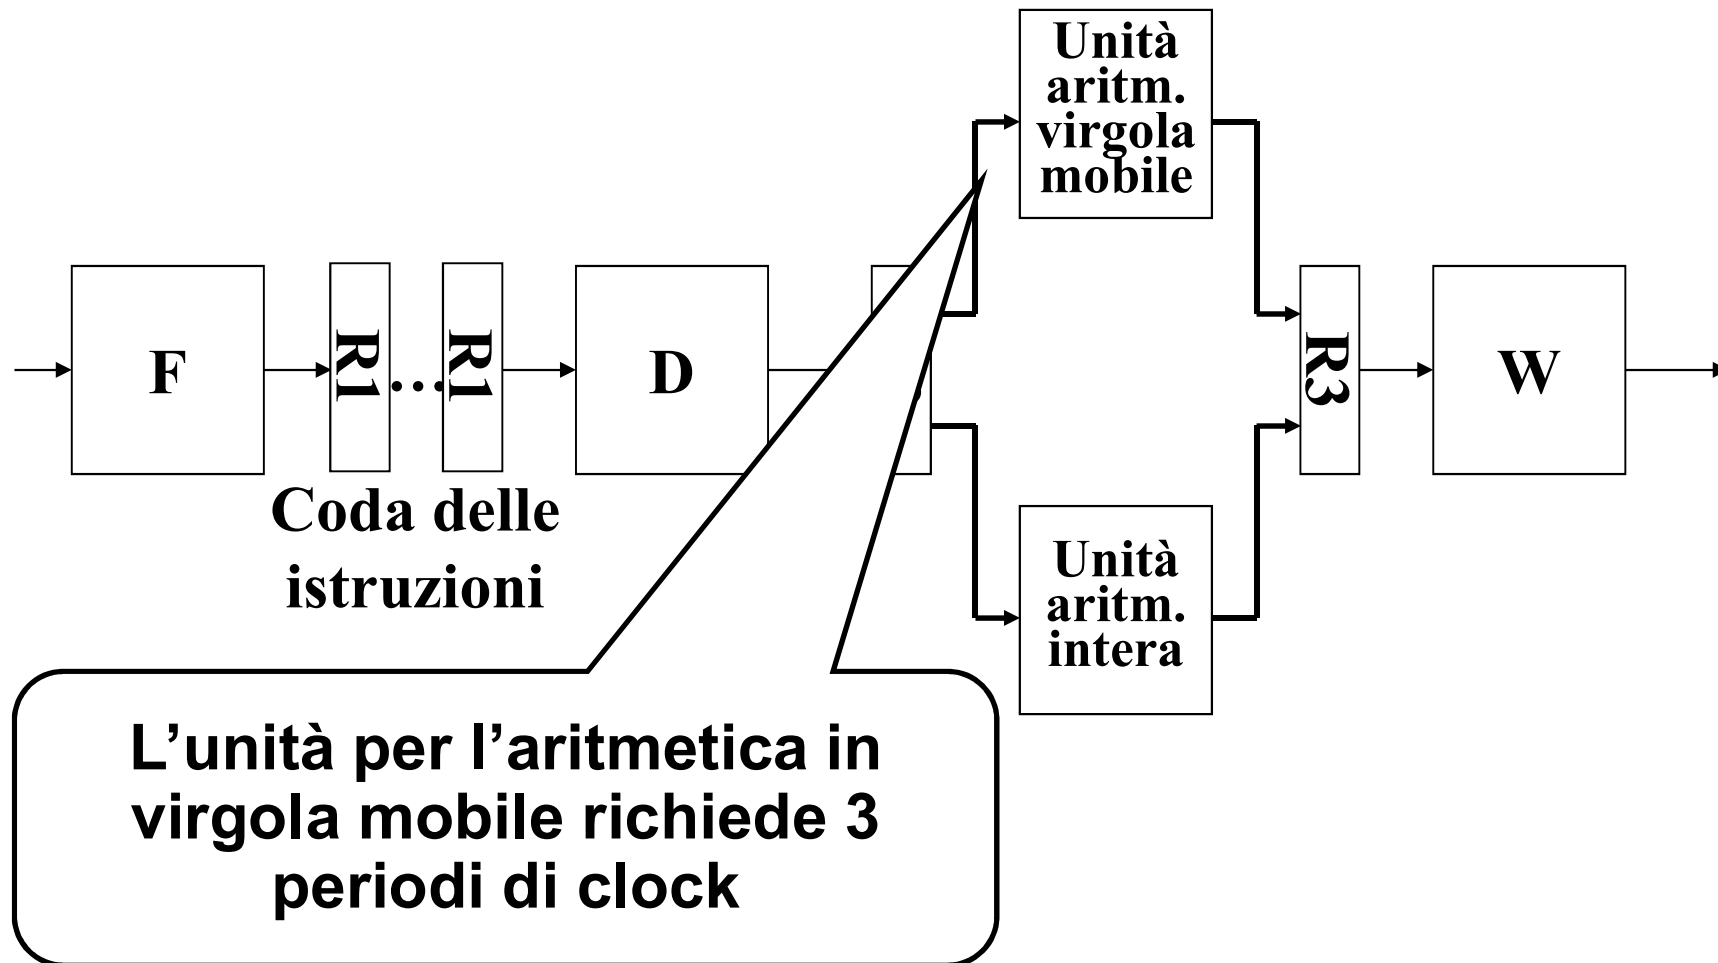 Unità
aritm.
virgola
mobile
F
R1
...
R1
D
R3
W
Coda delle
istruzioni
Unità
aritm.
intera
L’unità per l’aritmetica in
virgola mobile richiede 3
periodi di clock